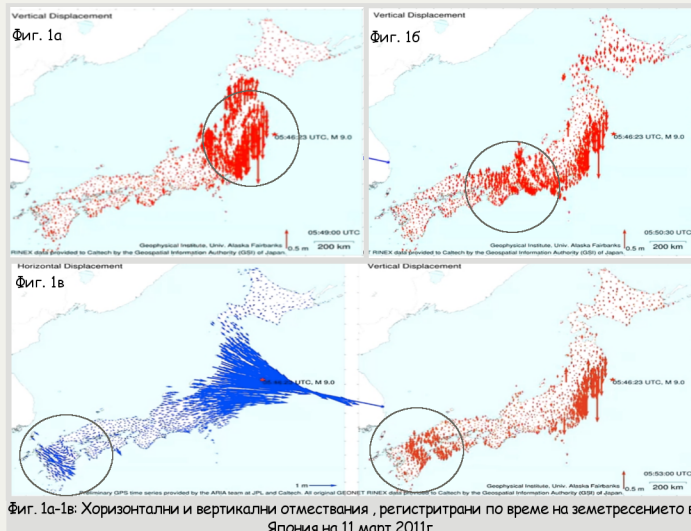 Vertical Displacement
Фиг. 1а
05:46:23 UTC, M 9.0
05:49:00 UTC
0.5 m
200 km
Geophysical Institute, Univ. Alaska Fairbanks
RINEX data provided to Caltech by the Geospatial Information Authority (GSI) of Japan.
Vertical Displacement
Фиг. 1б
05:46:23 UTC, M 9.0
05:50:30 UTC
0.5 m
200 km
Geophysical Institute, Univ. Alaska Fairbanks
RINEX data provided to Caltech by the Geospatial Information Authority (GSI) of Japan.
Horizontal Displacement
Фиг. 1в
UTC, M 9.0
1 m
Preliminary GPS time series provided by the ARIA team at JPL and Caltech. All original GEONET RINEX data provided to Caltech by the Geospatial Information Authority (GSI) of Japan.
Vertical Displacement
05:46:23 UTC, M 9.0
05:53:00 UTC
0.5 m
200 km
Geophysical Institute, Univ. Alaska Fairbanks
Фиг. 1а-1в: Хоризонтални и вертикални отмествания , регистритрани по време на земетресението в
Япония на 11 март 2011г.